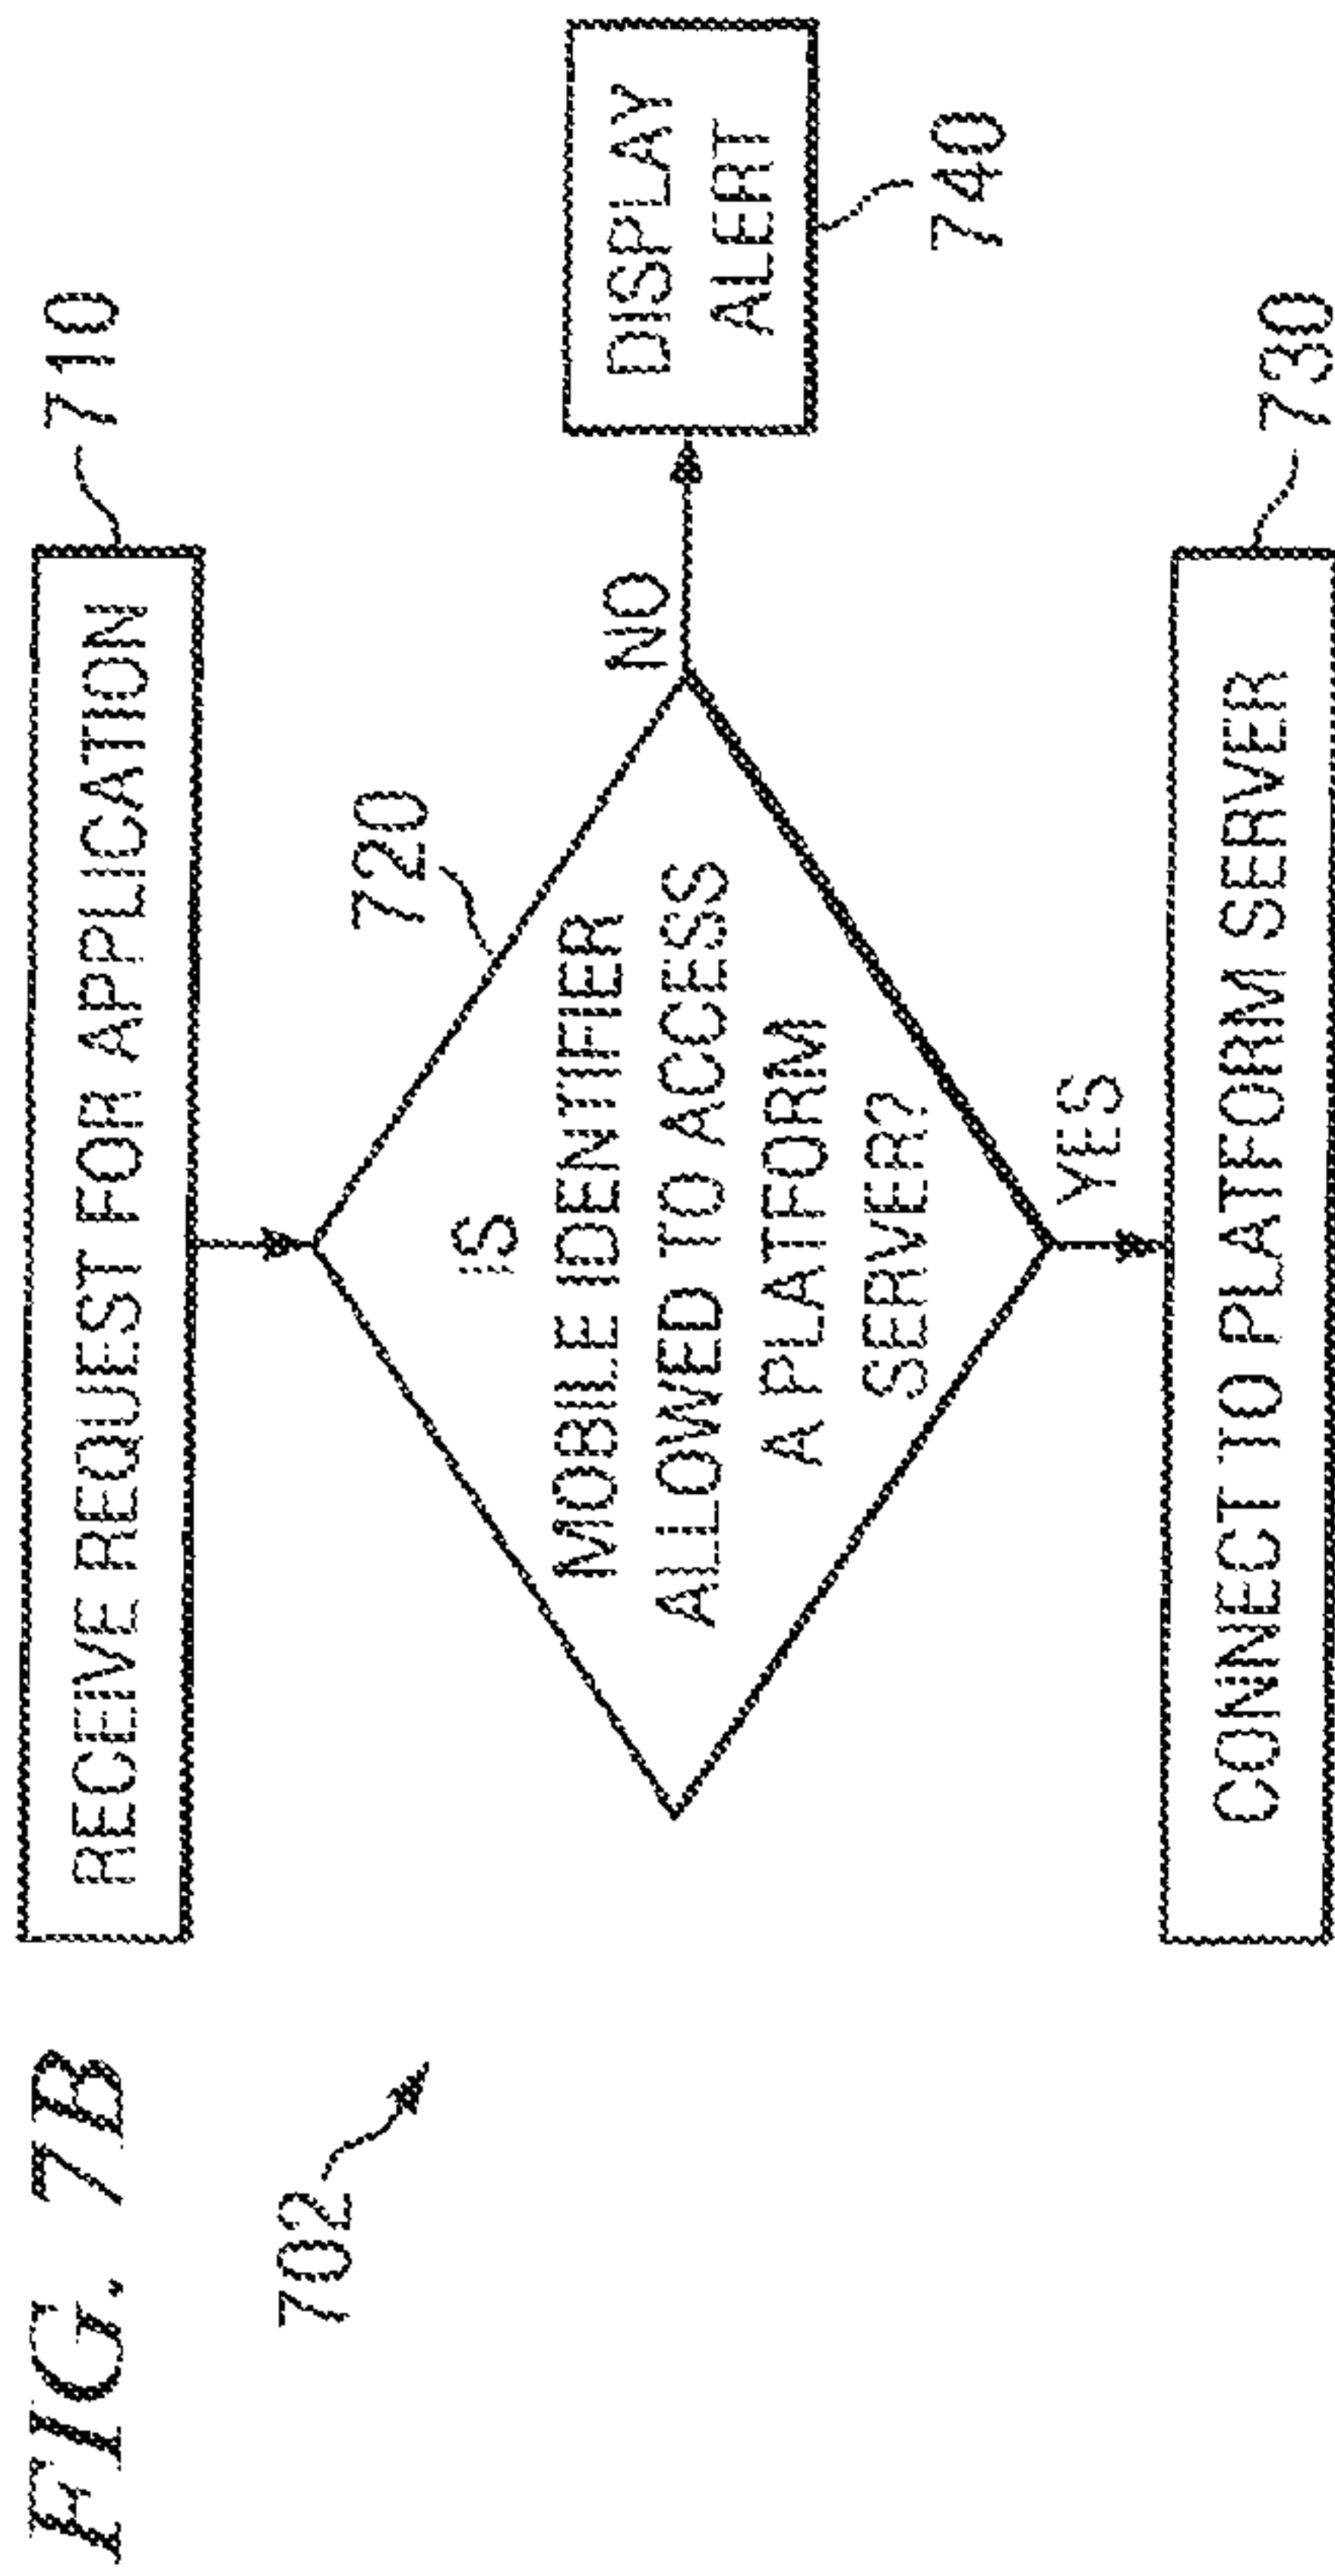 FIG. 7B
702
RECEIVE REQUEST FOR APPLICATION
710
720
IS
MOBILE IDENTIFIER
ALLOWED TO ACCESS
A PLATFORM
SERVER?
NO
DISPLAY
ALERT
740
YES
CONNECT TO PLATFORM SERVER
730